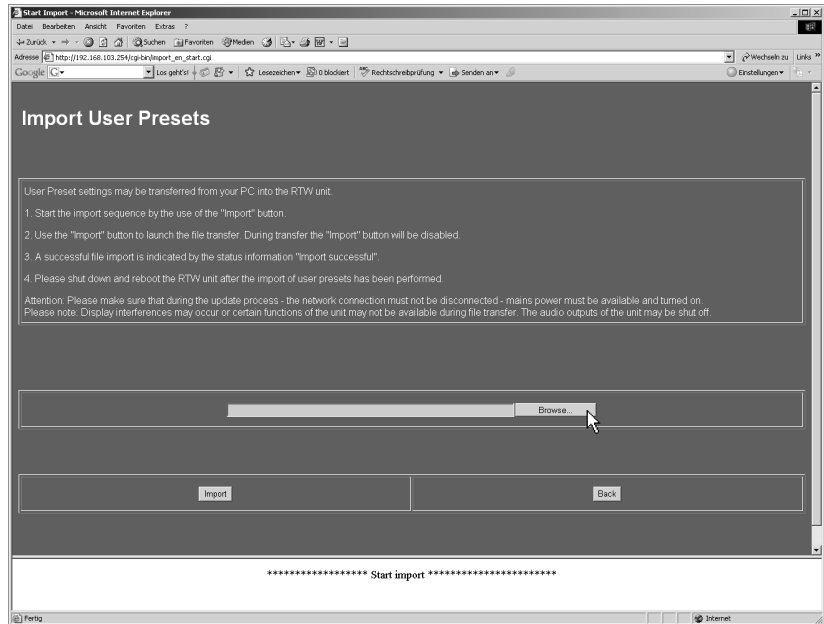 Start Import - Microsoft Internet Explorer
Datei Bearbeiten Ansicht Favoriten Extras ?
Zurück Suchen Favoriten Medien
Adresse http://192.168.103.254/cgi-bin/import_en_start.cgi Wechseln zu Links »
Google G Los geht's! Lesezeichen 0 blockiert Rechtschreibprüfung Senden an Einstellungen
Import User Presets
User Preset settings may be transferred from your PC into the RTW unit.
1. Start the import sequence by the use of the "Import" button.
2. Use the "Import" button to launch the file transfer. During transfer the "Import" button will be disabled.
3. A successful file import is indicated by the status information "Import successful".
4. Please shut down and reboot the RTW unit after the import of user presets has been performed.
Attention: Please make sure that during the update process - the network connection must not be disconnected - mains power must be available and turned on.
Please note: Display interferences may occur or certain functions of the unit may not be available during file transfer. The audio outputs of the unit may be shut off.
Browse...
Import Back
****************** Start import ***********************
Fertig Internet